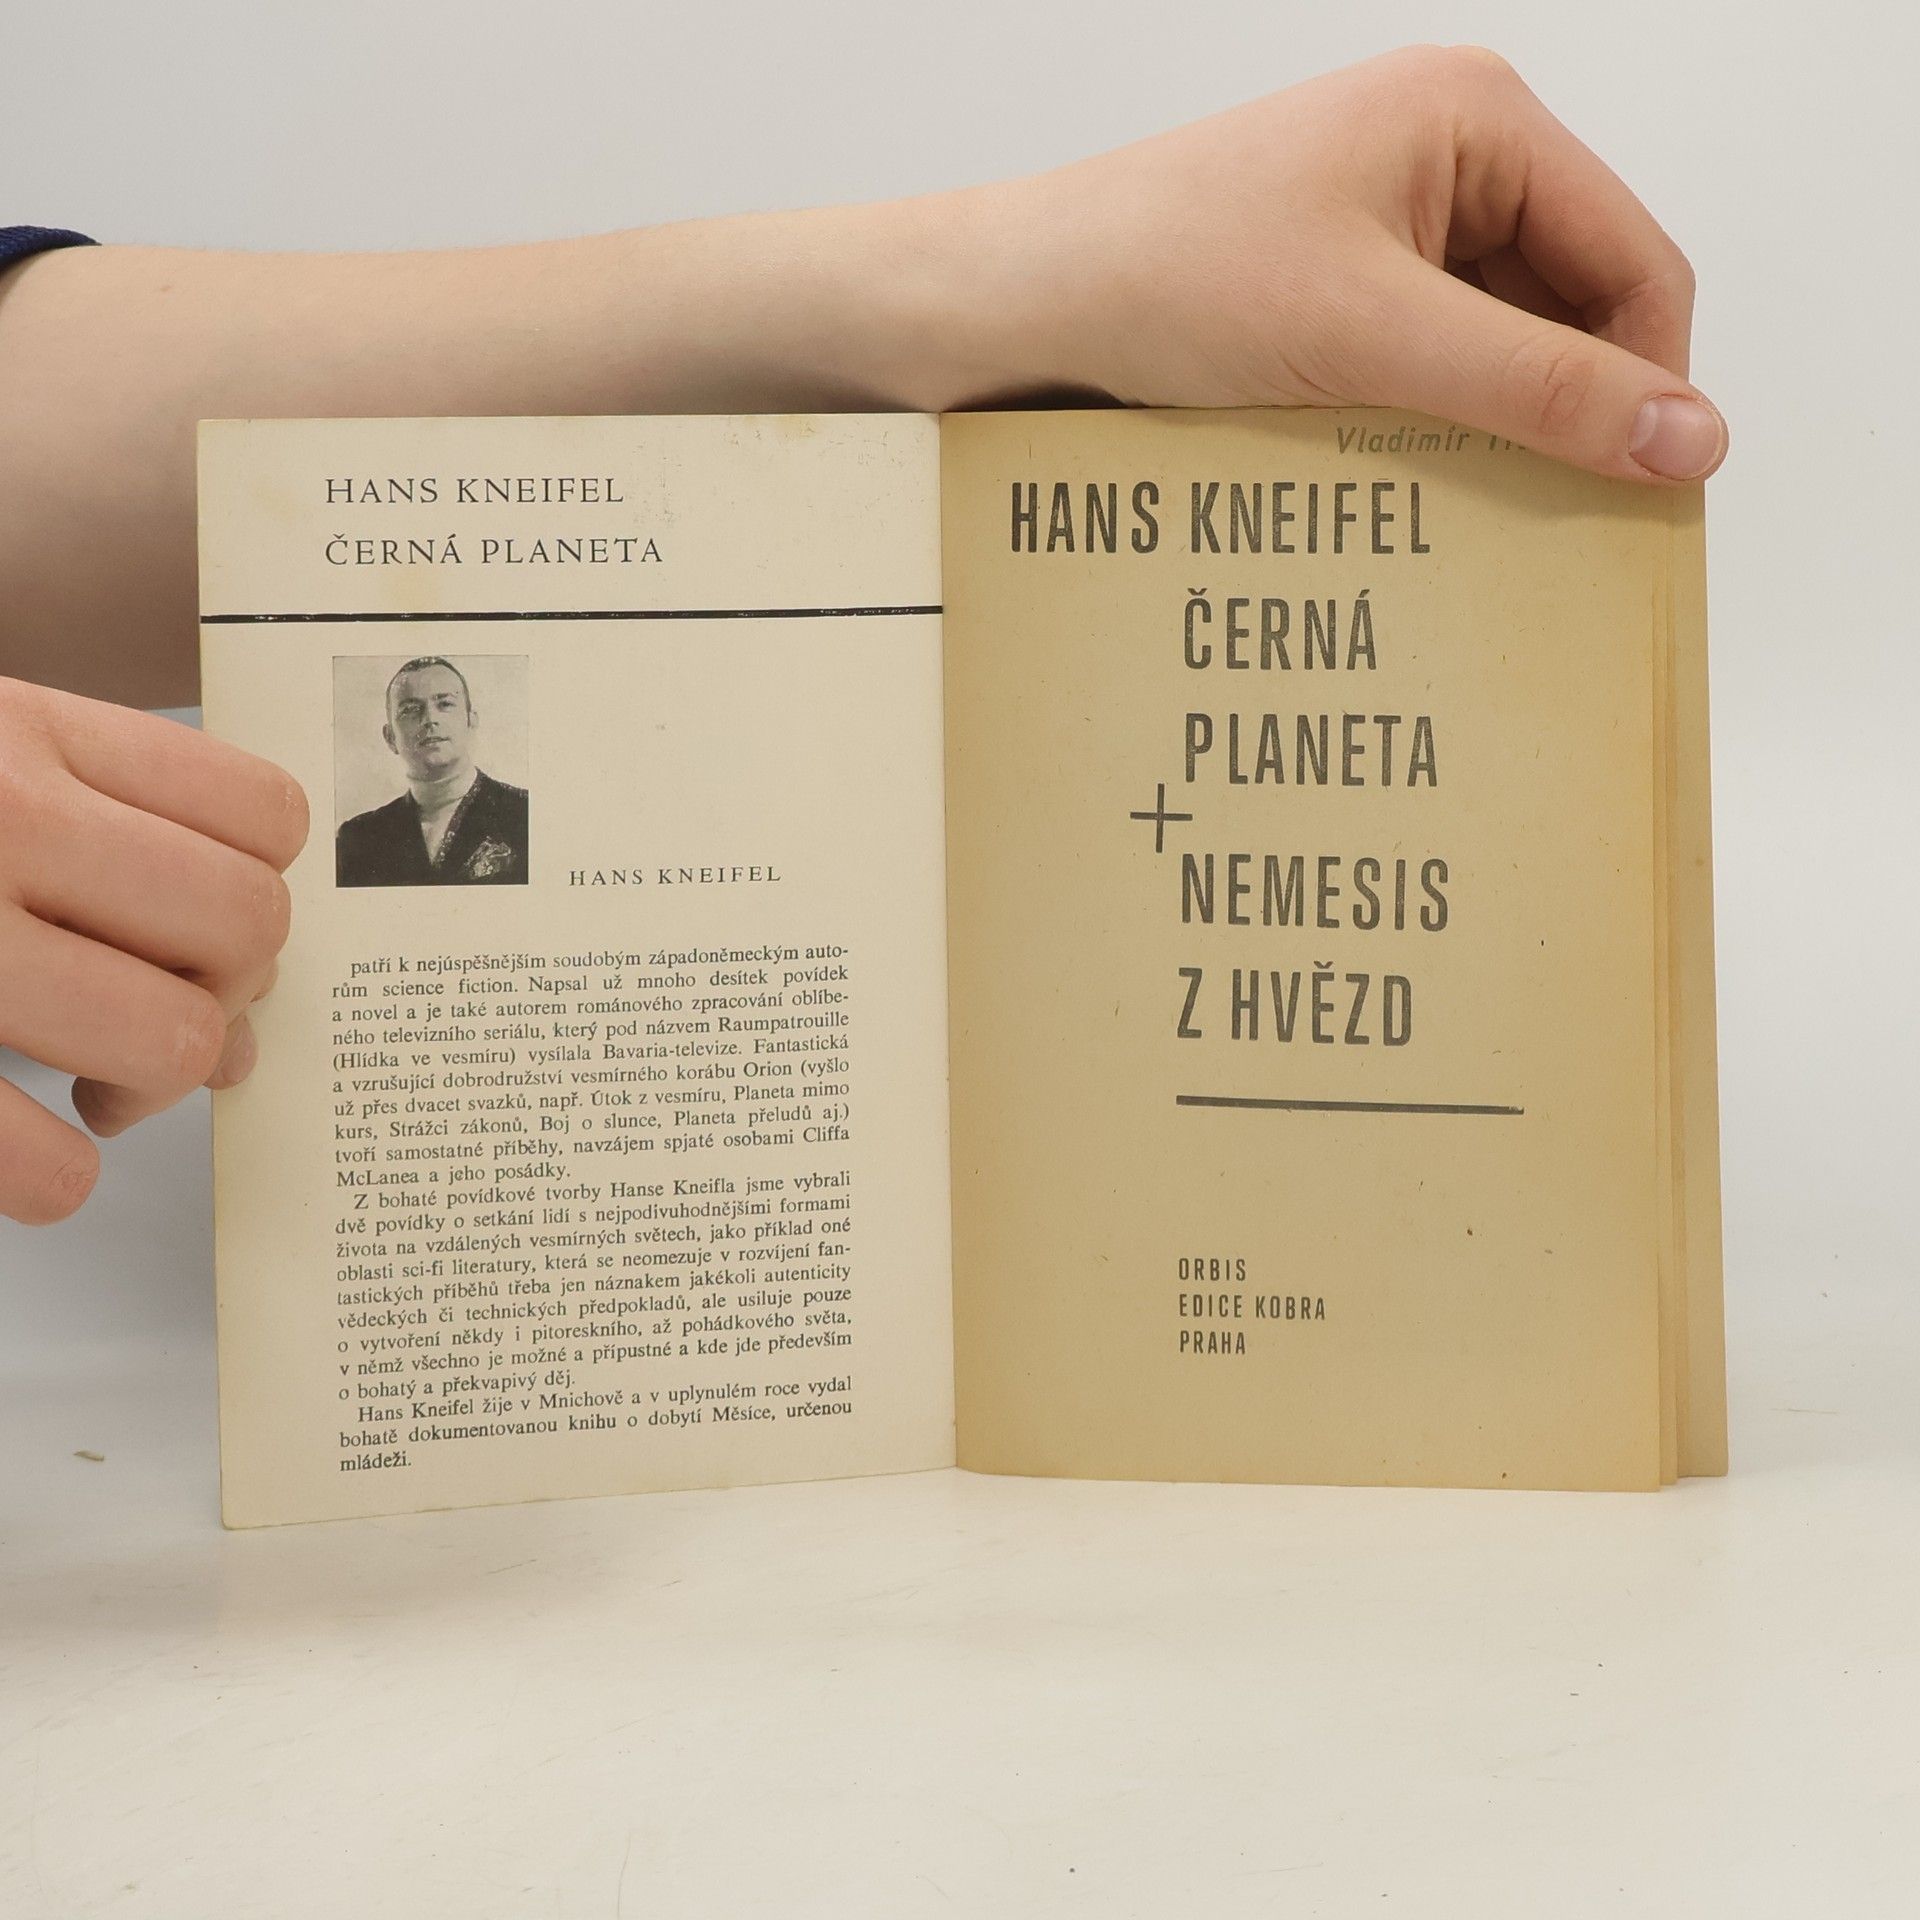 HANS KNEIFEL
ČERNÁ PLANETA
HANS KNEIFEL
patří k nejúspěšnějším soudobým západoněmeckým auto-
rům science fiction. Napsal už mnoho desítek povídek
a novel a je také autorem románového zpracování oblíbe-
ného televizního seriálu, který pod názvem Raumpatrouille
(Hlídka ve vesmíru) vysílala Bavaria-televize. Fantastická
a vzrušující dobrodružství vesmírného korábu Orion (vyšlo
už přes dvacet svazků, např. Útok z vesmíru, Planeta mimo
kurs, Strážci zákonů, Boj o slunce, Planeta přeludů aj.)
tvoří samostatné příběhy, navzájem spjaté osobami Cliffa
McLanea a jeho posádky.
Z bohaté povídkové tvorby Hanse Kneifla jsme vybrali
dvě povídky o setkání lidí s nejpodivuhodnějšími formami
života na vzdálených vesmírných světech, jako příklad oné
oblasti sci-fi literatury, která se neomezuje v rozvíjení fan-
tastických příběhů třeba jen náznakem jakékoli autenticity
vědeckých či technických předpokladů, ale usiluje pouze
o vytvoření někdy i pitoreskního, až pohádkového světa,
v němž všechno je možné a přípustné a kde jde především
o bohatý a překvapivý děj.
Hans Kneifel žije v Mnichově a v uplynulém roce vydal
bohatě dokumentovanou knihu o dobytí Měsíce, určenou
mládeži.
Vladimír
HANS KNEIFEL
ČERNÁ
PLANETA
+
NEMESIS
Z HVĚZD
ORBIS
EDICE KOBRA
PRAHA